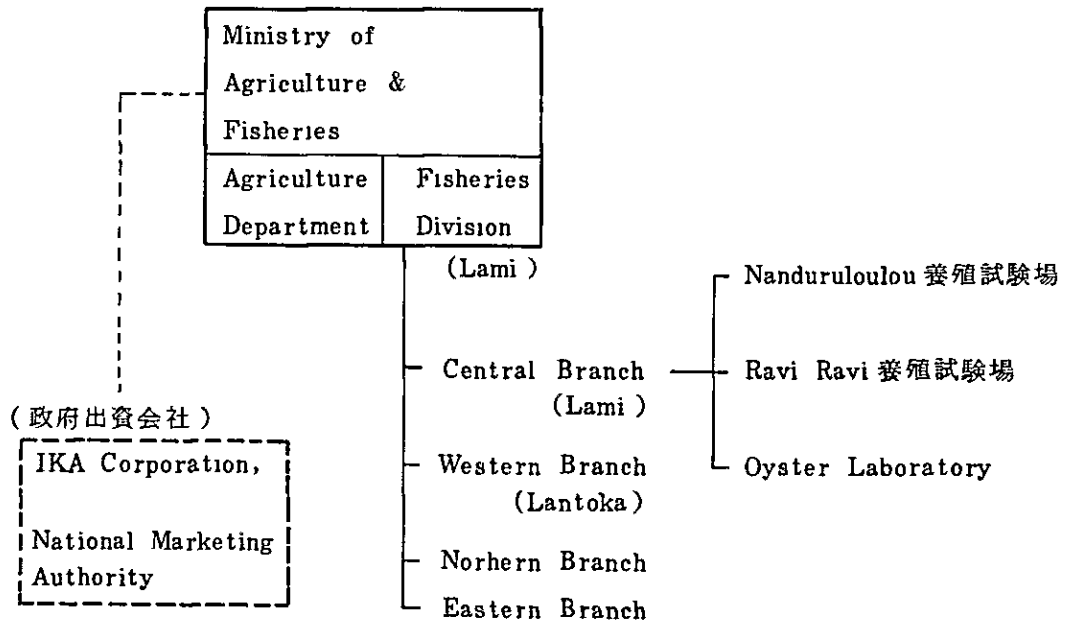 Ministry of
Agriculture &
Fisheries
Agriculture
Department
Fisheries
Division
(Lami)
Nanduruloulou 養殖試験場
Central Branch
(Lami)
Ravi Ravi 養殖試験場
(政府出資会社)
IKA Corporation,
National Marketing
Authority
Western Branch
(Lantoka)
Oyster Laboratory
Norhern Branch
Eastern Branch